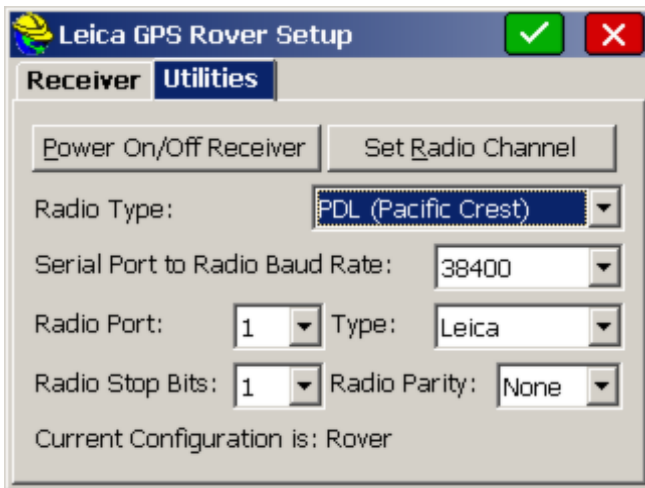 Leica GPS Rover Setup
Receiver Utilities
Power On/Off Receiver Set Radio Channel
Radio Type: PDL (Pacific Crest)
Serial Port to Radio Baud Rate: 38400
Radio Port: 1 Type: Leica
Radio Stop Bits: 1 Radio Parity: None
Current Configuration is: Rover